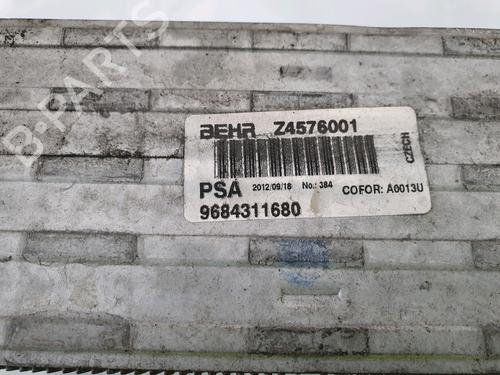 B-PARTS
BEHR Z4576001
CZECH
PSA 2012/09/18 No.: 384 COFOR: A0013U
9684311680